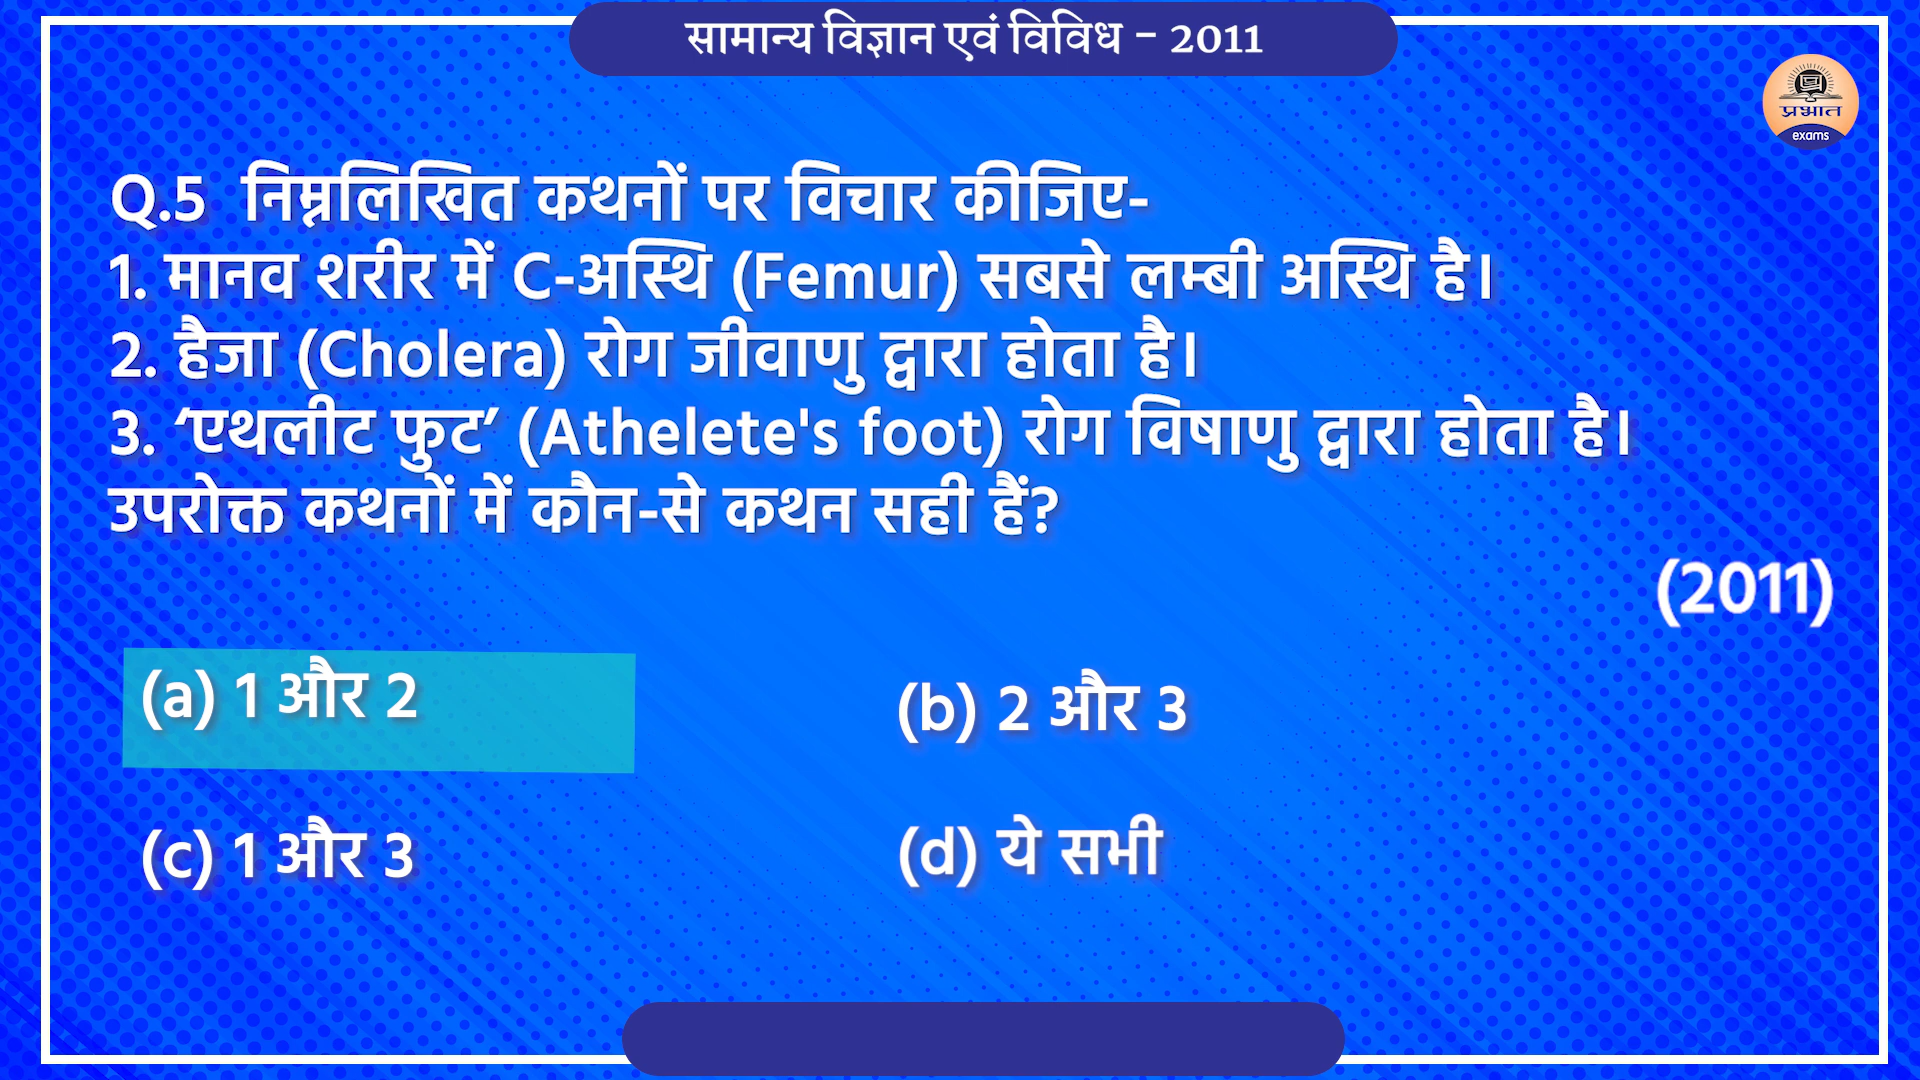 सामान्य विज्ञान एवं विविध – 2011
प्रभात
exams
Q.5 निम्नलिखित कथनों पर विचार कीजिए-
1. मानव शरीर में C-अस्थि (Femur) सबसे लम्बी अस्थि है।
2. हैजा (Cholera) रोग जीवाणु द्वारा होता है।
3. ‘एथलीट फुट’ (Athelete's foot) रोग विषाणु द्वारा होता है।
उपरोक्त कथनों में कौन-से कथन सही हैं?
(2011)
(a) 1 और 2
(b) 2 और 3
(c) 1 और 3
(d) ये सभी